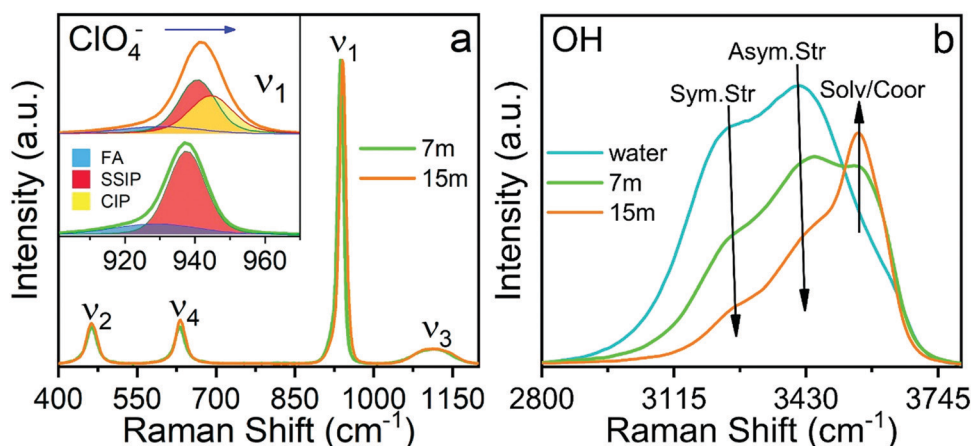 ClO₄⁻
ν₁
FA
SSIP
CIP
920 940 960
a
ν₁
7m
15m
ν₂
ν₄
ν₃
Intensity (a.u.)
400 550 700 850 1000 1150
Raman Shift (cm⁻¹)
OH
b
Asym.Str
Sym.Str
Solv/Coor
water
7m
15m
Intensity (a.u.)
2800 3115 3430 3745
Raman Shift (cm⁻¹)